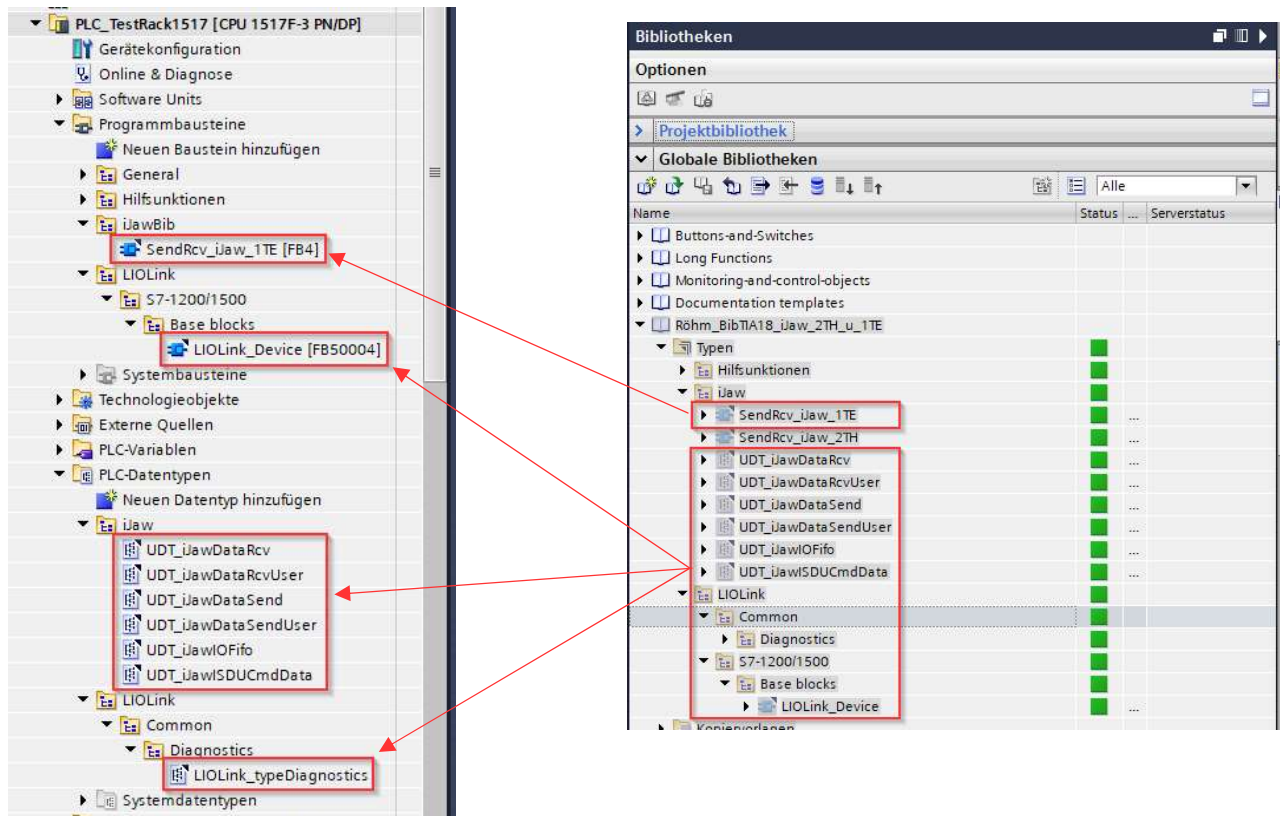 PLC_TestRack1517 [CPU 1517F-3 PN/DP]
Gerätekonfiguration
Online & Diagnose
Software Units
Programmbausteine
Neuen Baustein hinzufügen
General
Hilfsunktionen
iJawBib
SendRcv_iJaw_1TE [FB4]
LIOLink
S7-1200/1500
Base blocks
LIOLink_Device [FB50004]
Systembausteine
Technologieobjekte
Externe Quellen
PLC-Variablen
PLC-Datentypen
Neuen Datentyp hinzufügen
iJaw
UDT_iJawDataRcv
UDT_iJawDataRcvUser
UDT_iJawDataSend
UDT_iJawDataSendUser
UDT_iJawIOFifo
UDT_iJawISDUCmdData
LIOLink
Common
Diagnostics
LIOLink_typeDiagnostics
Systemdatentypen
Bibliotheken
Optionen
Projektbibliothek
Globale Bibliotheken
Alle
Name Status ... Serverstatus
Buttons-and-Switches
Long Functions
Monitoring-and-control-objects
Documentation templates
Röhm_BibTIA18_iJaw_2TH_u_1TE
Typen
Hilfsunktionen
iJaw
SendRcv_iJaw_1TE ...
SendRcv_iJaw_2TH ...
UDT_iJawDataRcv ...
UDT_iJawDataRcvUser ...
UDT_iJawDataSend ...
UDT_iJawDataSendUser ...
UDT_iJawIOFifo ...
UDT_iJawISDUCmdData ...
LIOLink
Common
Diagnostics
S7-1200/1500
Base blocks
LIOLink_Device ...
Kopiervorlagen